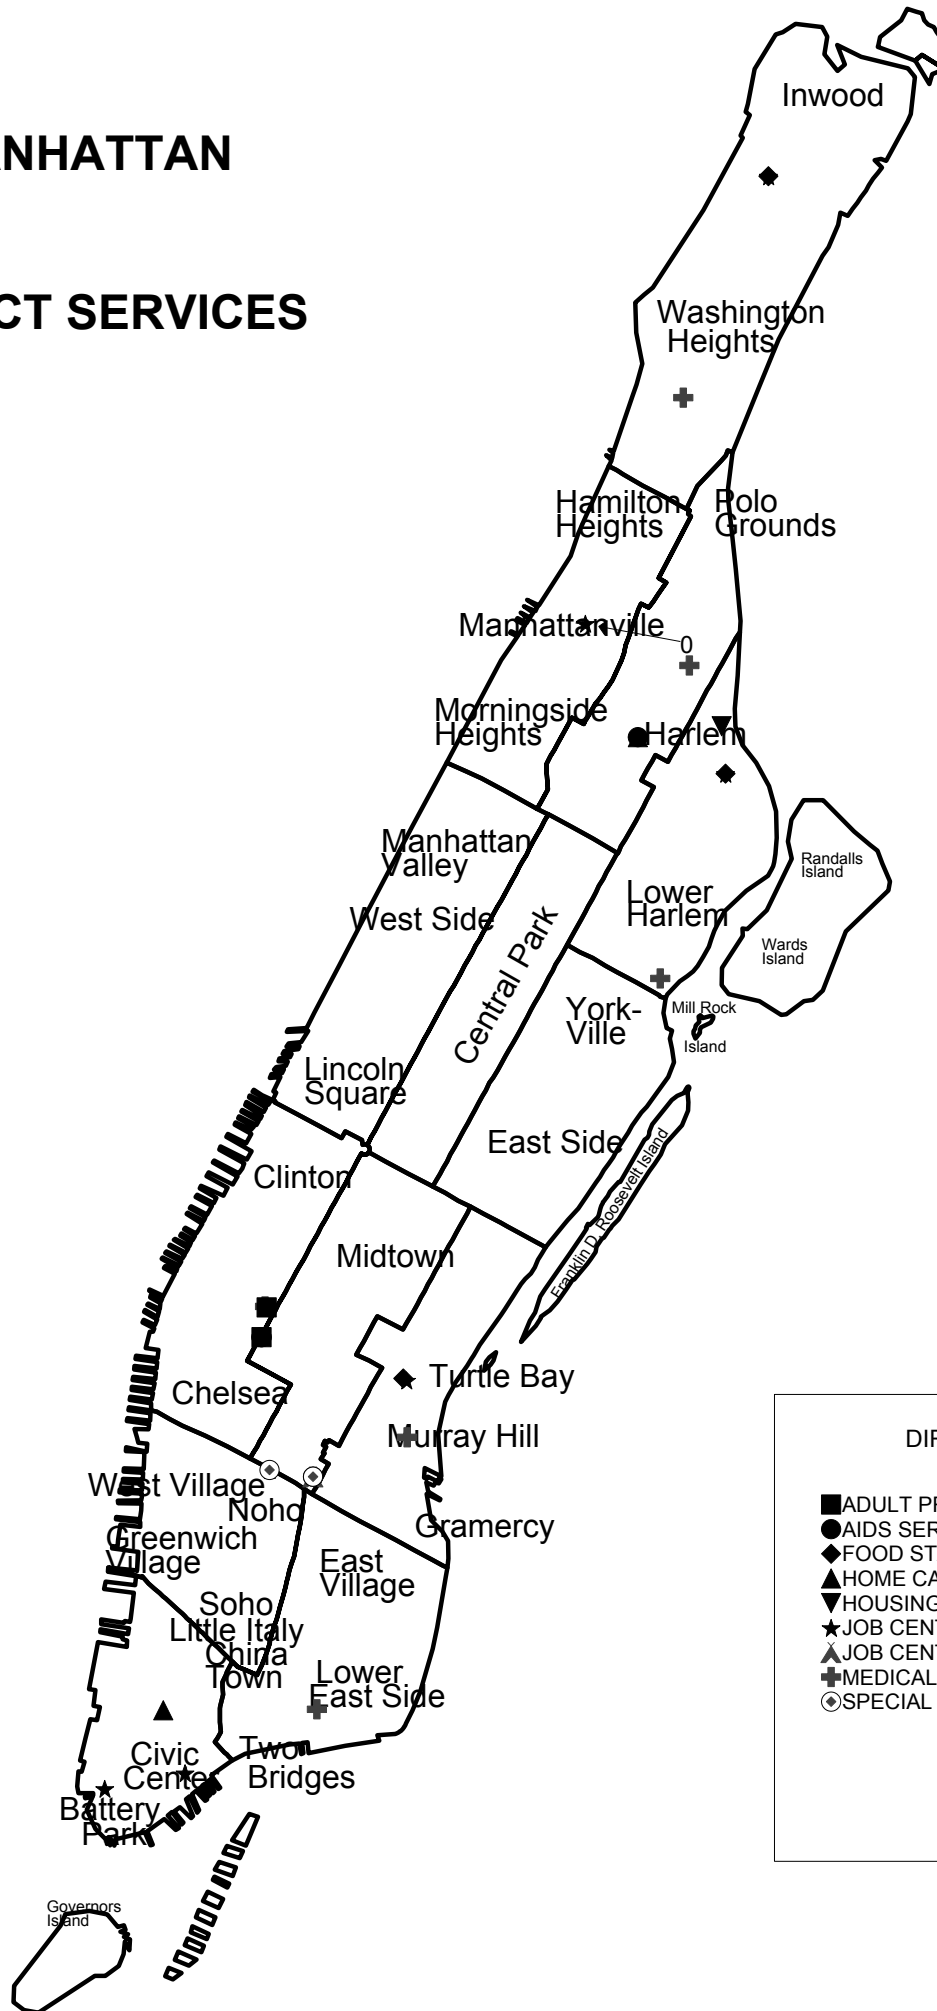 ANHATTAN
CT SERVICES
Inwood
Washington
Heights
Hamilton
Heights
Polo
Grounds
Manhattanville
0
Morningside
Heights
Harlem
Manhattan
Valley
West Side
Central Park
Lower
Harlem
Randalls
Island
Wards
Island
Mill Rock
Island
York-
Ville
Lincoln
Square
East Side
Franklin D. Roosevelt Island
Clinton
Midtown
Turtle Bay
Chelsea
Murray Hill
West Village
Noho
Gramercy
Greenwich
Village
East
Village
Soho
Little Italy
China
Town
Lower
East Side
Civic
Center
Two
Bridges
Battery
Park
Governors
Island
DIR
ADULT PR
AIDS SER
FOOD STA
HOME CA
HOUSING
JOB CENT
JOB CENT
MEDICAL
SPECIAL